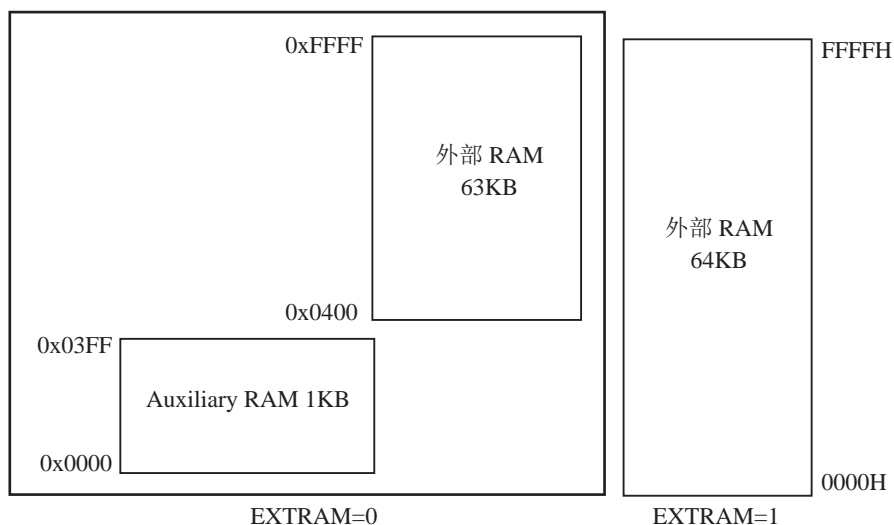 0xFFFF
外部 RAM
63KB
0x0400
0x03FF
Auxiliary RAM 1KB
0x0000
EXTRAM=0
FFFFH
外部 RAM
64KB
0000H
EXTRAM=1